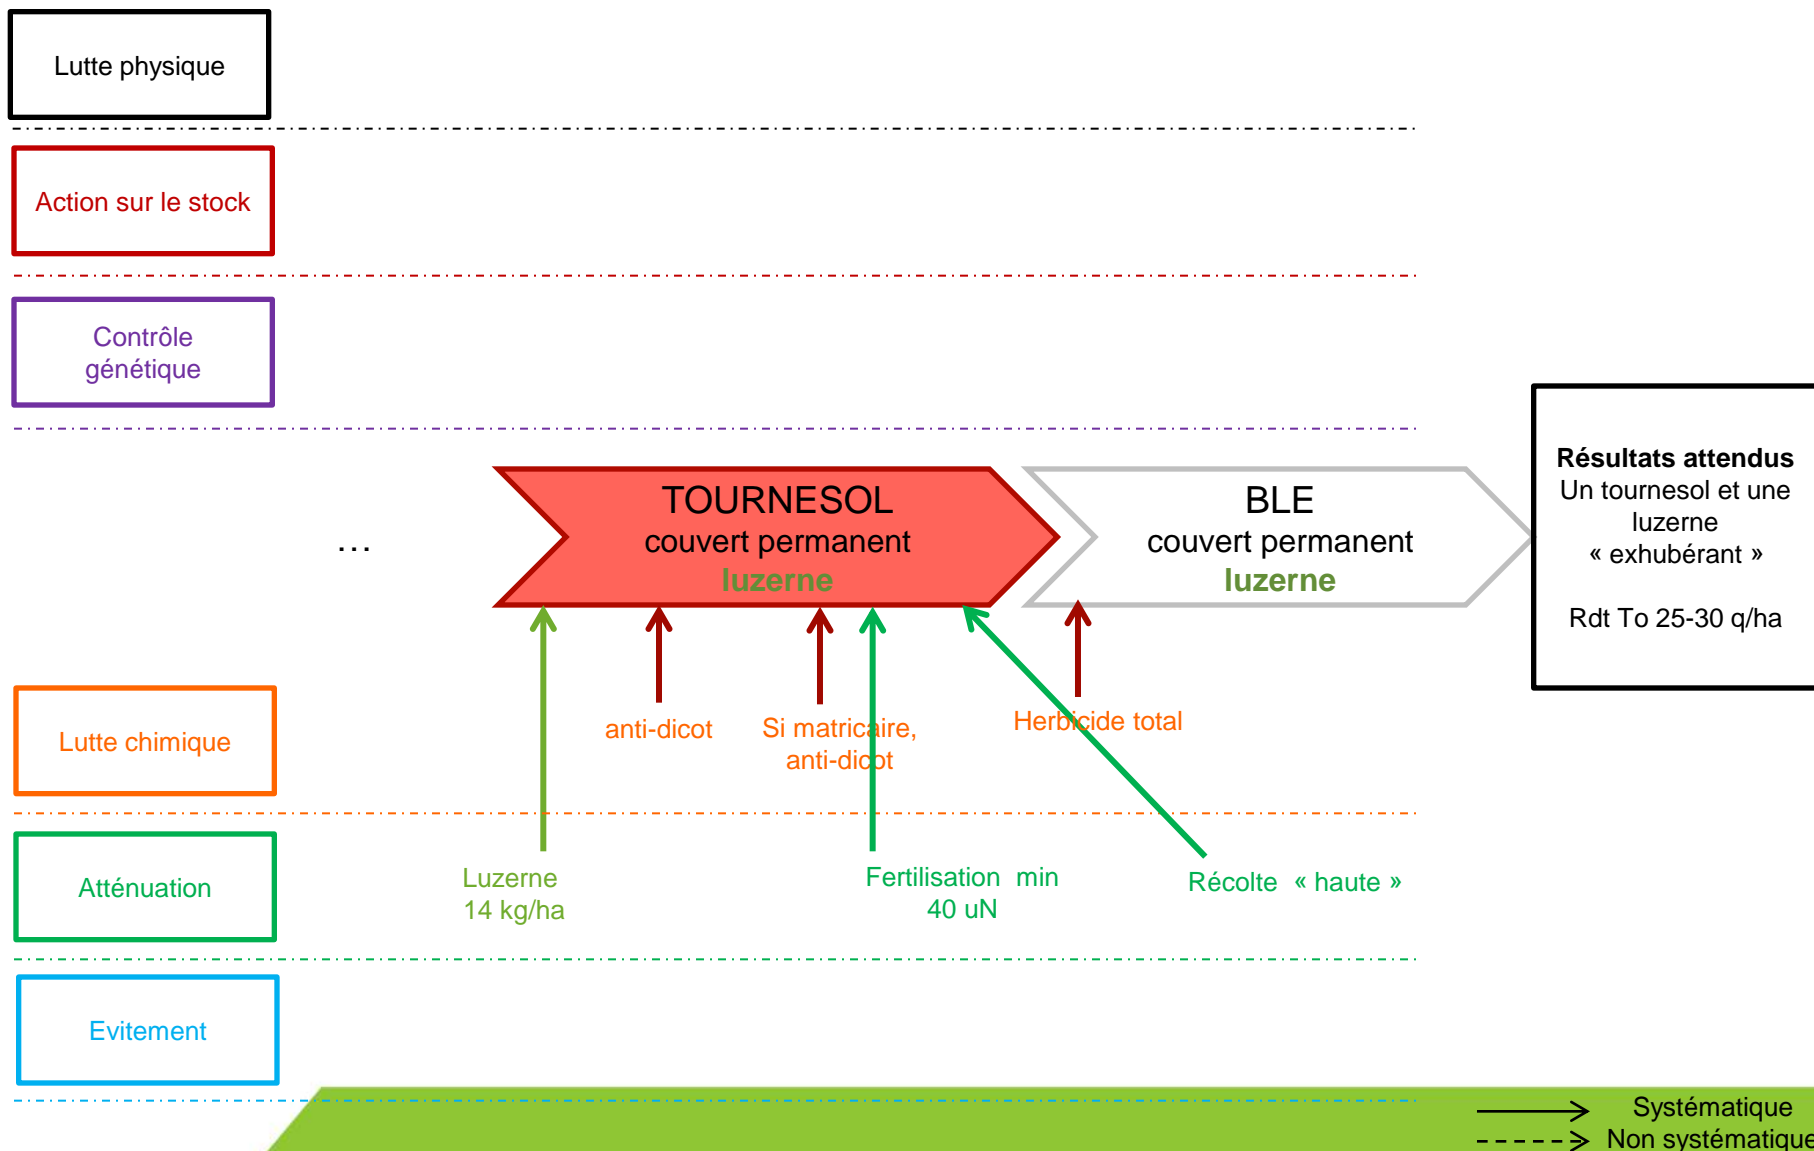 Lutte physique
Action sur le stock
Contrôle
génétique
...
TOURNESOL
couvert permanent
luzerne
BLE
couvert permanent
luzerne
Résultats attendus
Un tournesol et une
luzerne
« exhubérant »
Rdt To 25-30 q/ha
Lutte chimique
anti-dicot
Si matricaire,
anti-dicot
Herbicide total
Atténuation
Luzerne
14 kg/ha
Fertilisation min
40 uN
Récolte « haute »
Evitement
Systématique
Non systématique